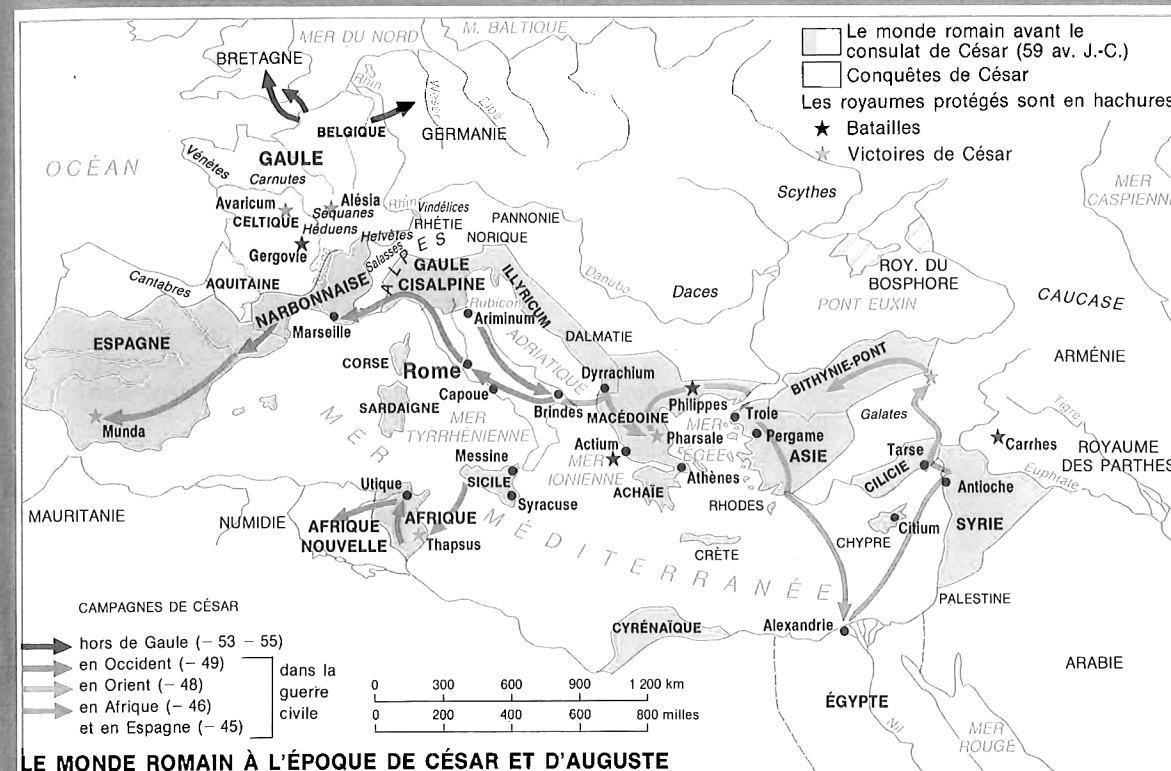 MER DU NORD
M. BALTIQUE
BRETAGNE
Rhin
Weser
Elbe
BELGIQUE
GERMANIE
OCÉAN
Vénètes
GAULE
Carnutes
Avaricum
Alésia
CELTIQUE
Séquanes
Héduens
Gergovie
Helvètes
Rhin
Vindélices
RHÉTIE
PANNONIE
NORIQUE
Salasses
ALPES
GAULE
CISALPINE
ILLYRICUM
Scythes
MER
CASPIENNE
Cantabres
AQUITAINE
NARBONNAISE
Marseille
Rubicon
Ariminum
Danube
Daces
ROY. DU
BOSPHORE
PONT EUXIN
CAUCASE
ESPAGNE
Munda
CORSE
Rome
ADRIATIQUE
DALMATIE
Capoue
SARDAIGNE
MER
TYRRHÉNIENNE
Brindes
Dyrrachium
MACÉDOINE
Philippes
BITHYNIE-PONT
ARMÉNIE
Troie
MER
EGÉE
Pharsale
Pergame
ASIE
Galates
Tigre
Carrhes
ROYAUME
DES PARTHES
Euphrate
Actium
MER
IONIENNE
Athènes
ACHAÏE
Tarse
CILICIE
Antioche
Messine
SICILE
Syracuse
RHODES
SYRIE
Utique
MAURITANIE
NUMIDIE
AFRIQUE
NOUVELLE
AFRIQUE
Thapsus
CRÈTE
CHYPRE
Citium
MER MÉDITERRANÉE
PALESTINE
CYRÉNAÏQUE
Alexandrie
ARABIE
ÉGYPTE
Nil
MER
ROUGE
Le monde romain avant le
consulat de César (59 av. J.-C.)
Conquêtes de César
Les royaumes protégés sont en hachures
Batailles
Victoires de César
CAMPAGNES DE CÉSAR
hors de Gaule (– 53 – 55)
en Occident (– 49)
en Orient (– 48)
en Afrique (– 46)
et en Espagne (– 45)
dans la
guerre
civile
0 300 600 900 1 200 km
0 200 400 600 800 milles
LE MONDE ROMAIN À L'ÉPOQUE DE CÉSAR ET D'AUGUSTE